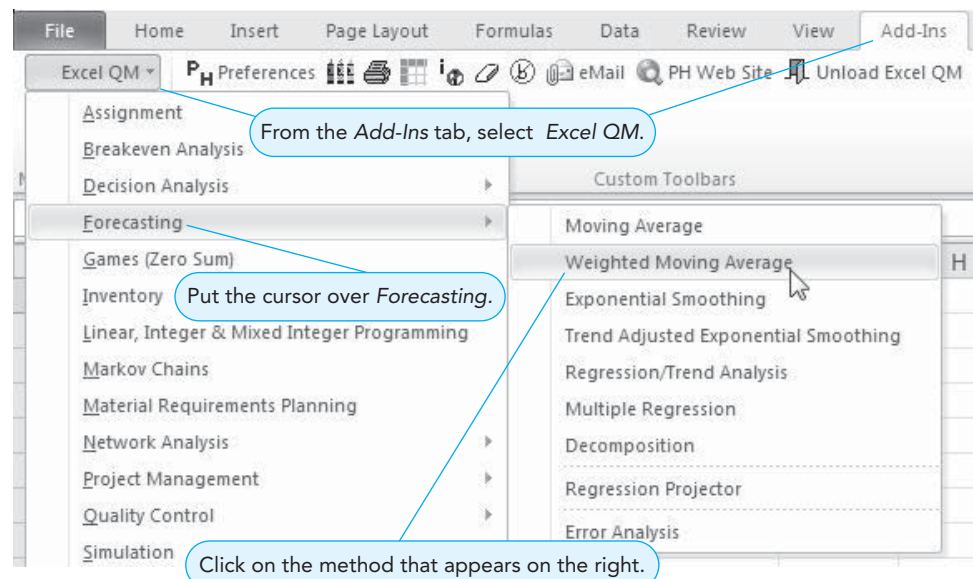 File Home Insert Page Layout Formulas Data Review View Add-Ins
Excel QM PH Preferences eMail PH Web Site Unload Excel QM
Assignment
From the Add-Ins tab, select Excel QM.
Breakeven Analysis
Decision Analysis
Custom Toolbars
Forecasting
Moving Average
Games (Zero Sum)
Weighted Moving Average
H
Inventory
Put the cursor over Forecasting.
Exponential Smoothing
Linear, Integer & Mixed Integer Programming
Trend Adjusted Exponential Smoothing
Markov Chains
Regression/Trend Analysis
Material Requirements Planning
Multiple Regression
Network Analysis
Decomposition
Project Management
Regression Projector
Quality Control
Error Analysis
Simulation
Click on the method that appears on the right.